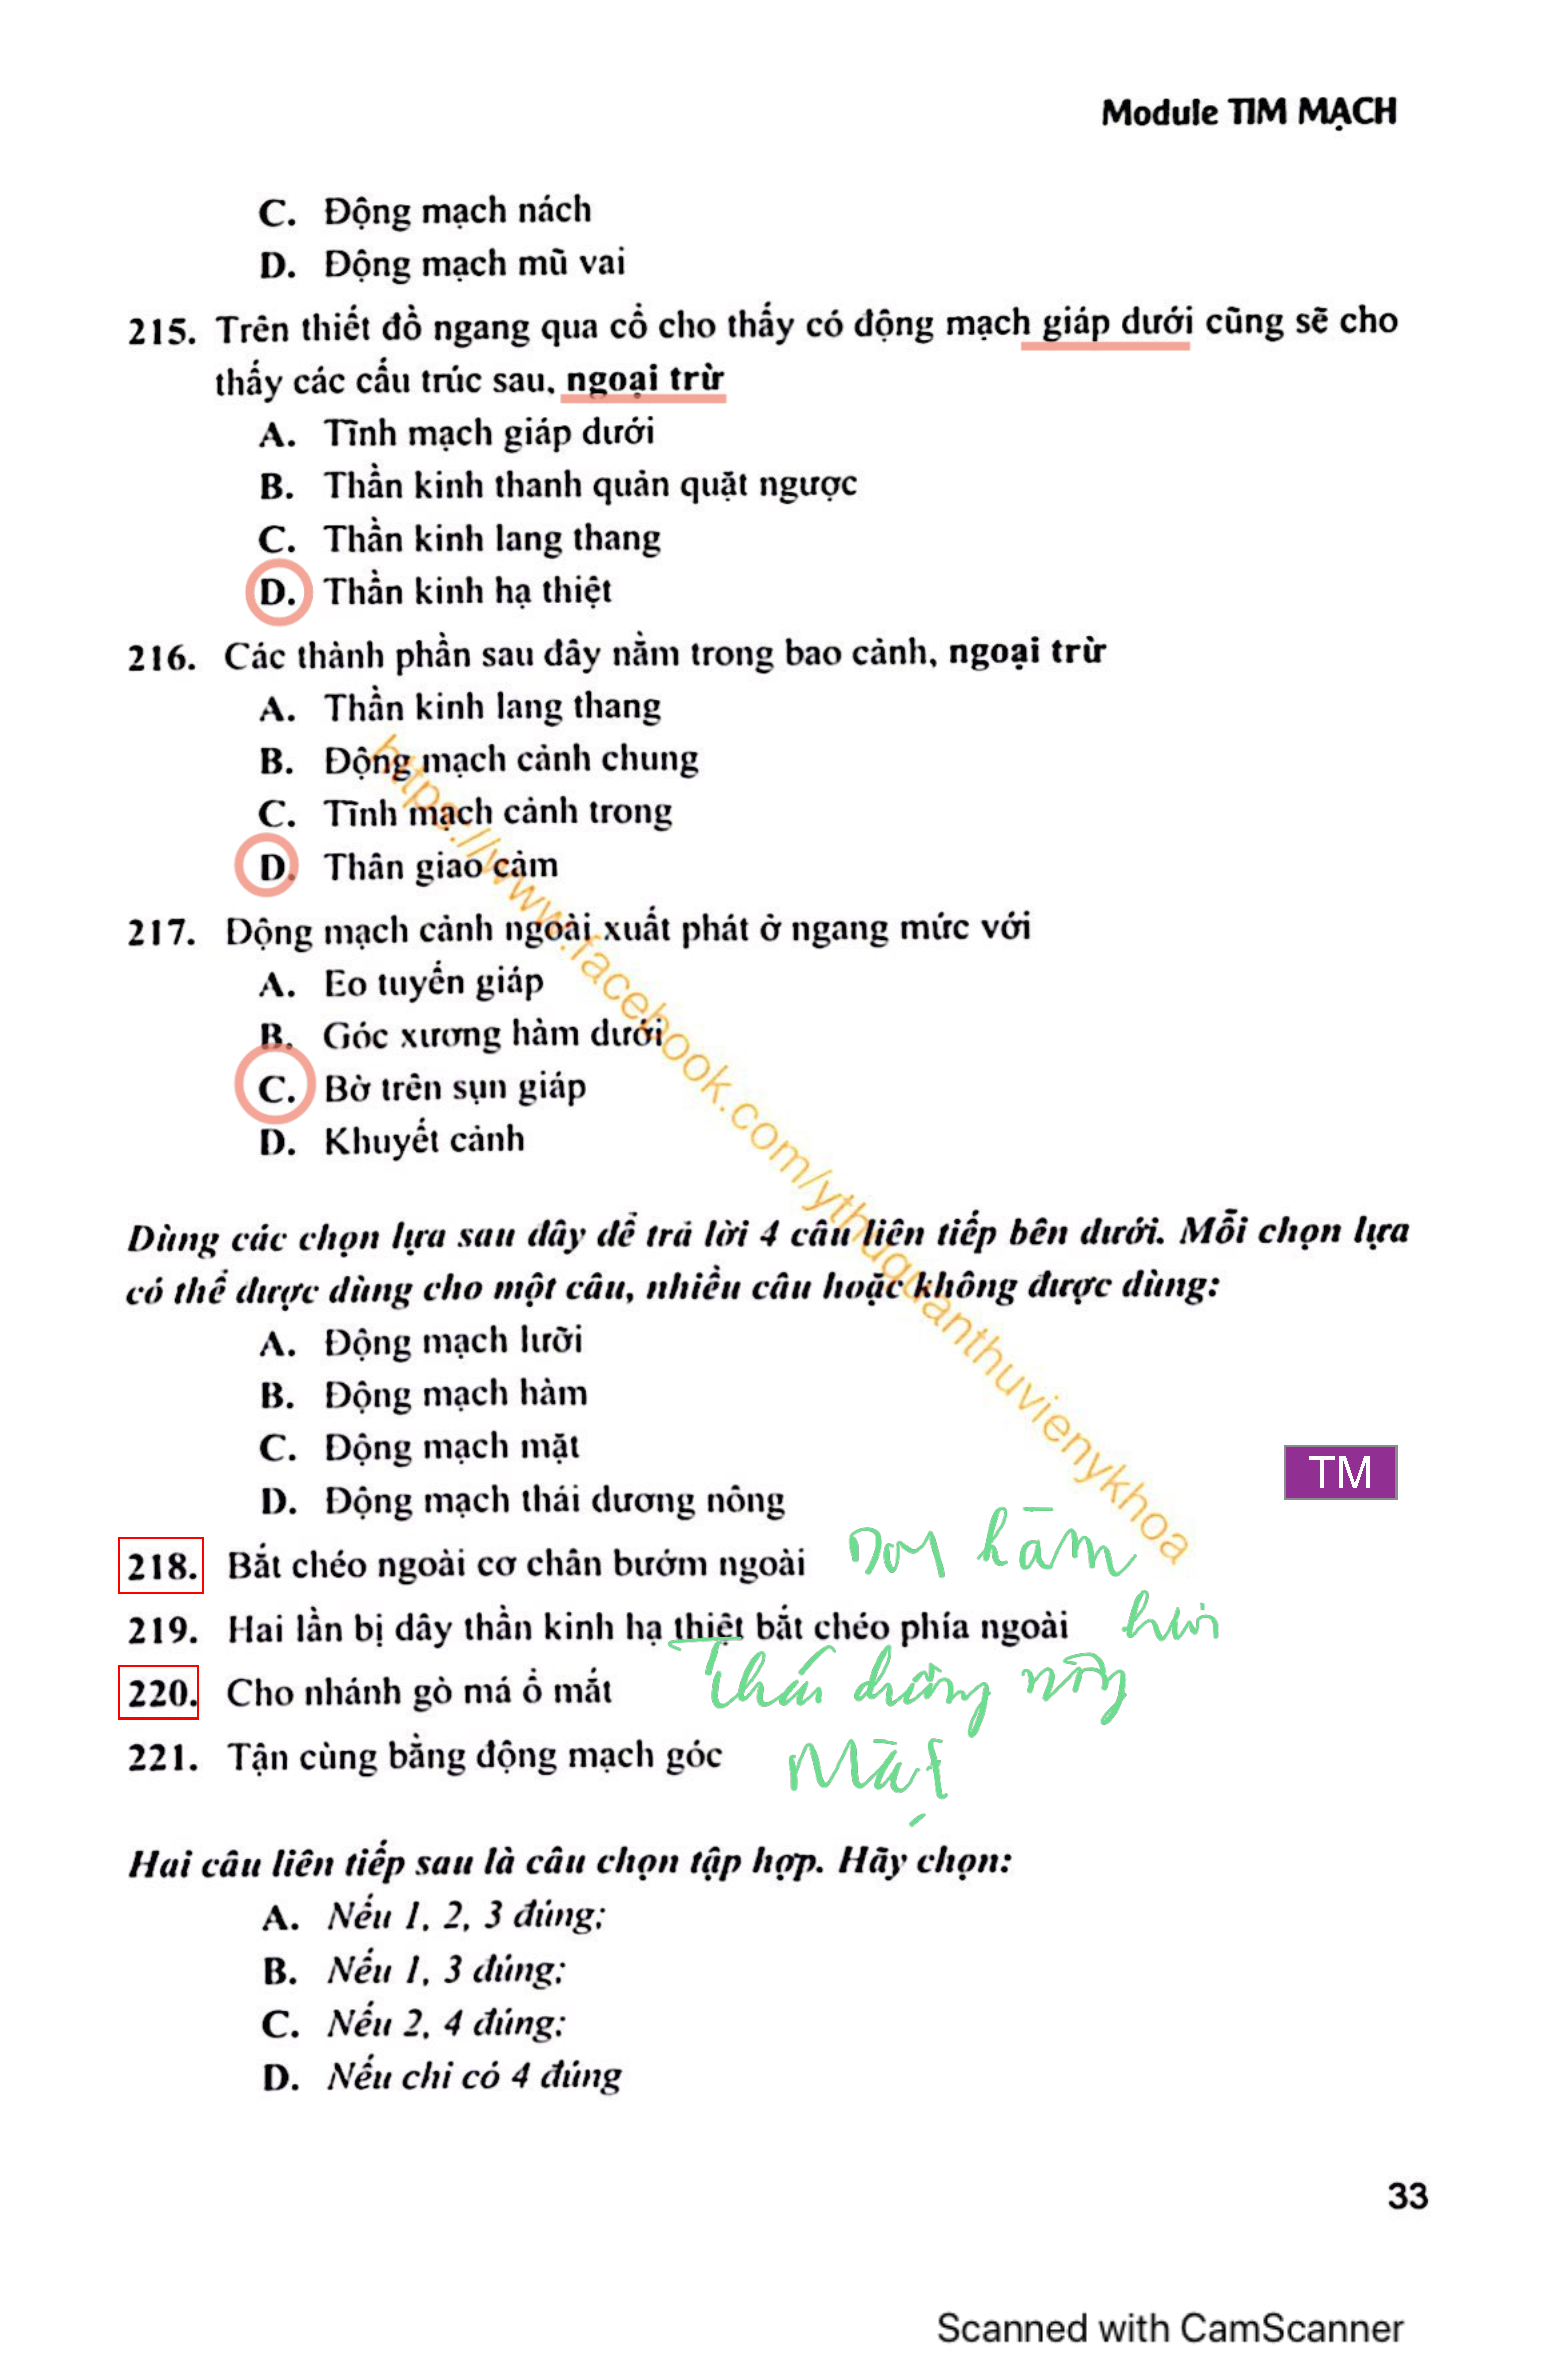 Module TIM MẠCH
C. Động mạch nách
D. Động mạch mũ vai
215. Trên thiết đồ ngang qua cổ cho thấy có động mạch giáp dưới cũng sẽ cho
thấy các cấu trúc sau, ngoại trừ
A. Tĩnh mạch giáp dưới
B. Thần kinh thanh quản quặt ngược
C. Thần kinh lang thang
D. Thần kinh hạ thiệt
216. Các thành phần sau đây nằm trong bao cảnh, ngoại trừ
A. Thần kinh lang thang
B. Động mạch cảnh chung
C. Tĩnh mạch cảnh trong
D. Thân giao cảm
217. Động mạch cảnh ngoài xuất phát ở ngang mức với
A. Eo tuyến giáp
B. Góc xương hàm dưới
C. Bờ trên sụn giáp
D. Khuyết cảnh
https://www.facebook.com/ythuquanthuvienykhoa
Dùng các chọn lựa sau đây để trả lời 4 câu liên tiếp bên dưới. Mỗi chọn lựa
có thể được dùng cho một câu, nhiều câu hoặc không được dùng:
A. Động mạch lưỡi
B. Động mạch hàm
C. Động mạch mặt
D. Động mạch thái dương nông
TM
218. Bắt chéo ngoài cơ chân bướm ngoài hàm
219. Hai lần bị dây thần kinh hạ thiệt bắt chéo phía ngoài lưỡi
220. Cho nhánh gò má ổ mắt Thái dương nông
221. Tận cùng bằng động mạch góc Mặt
Hai câu liên tiếp sau là câu chọn tập hợp. Hãy chọn:
A. Nếu 1, 2, 3 đúng;
B. Nếu 1, 3 đúng;
C. Nếu 2, 4 đúng;
D. Nếu chỉ có 4 đúng
33
Scanned with CamScanner